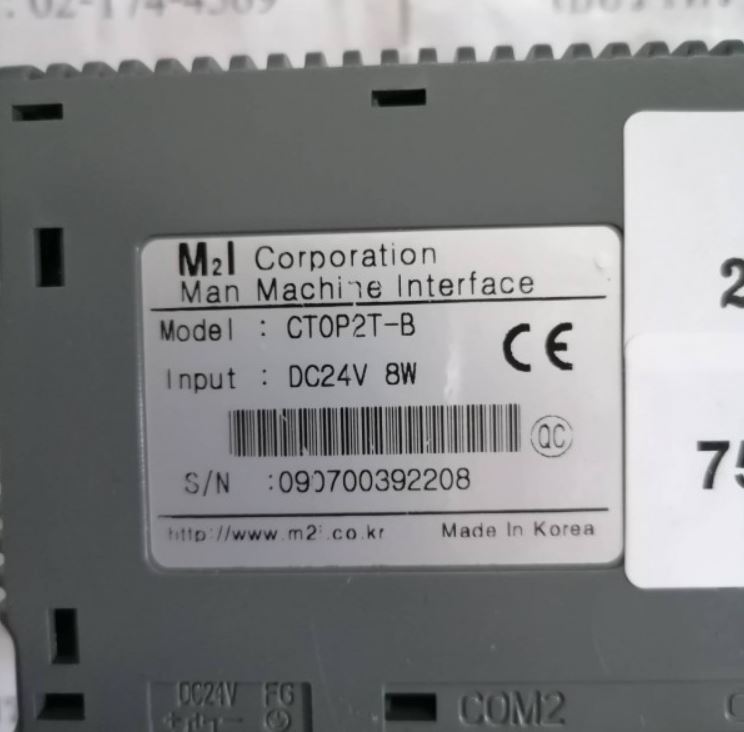 M2I Corporation
Man Machine Interface
Model : CTOP2T-B
CE
Input : DC24V 8W
QC
S/N :090700392208
http://www.m2i.co.kr Made In Korea
DC24V FG
COM2